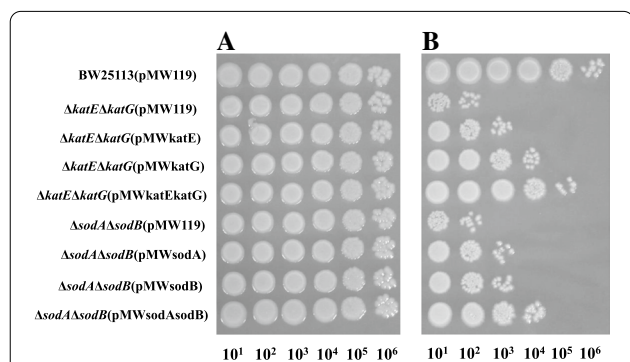 A B
BW25113(pMW119)
ΔkatEΔkatG(pMW119)
ΔkatEΔkatG(pMWkatE)
ΔkatEΔkatG(pMWkatG)
ΔkatEΔkatG(pMWkatEkatG)
ΔsodAΔsodB(pMW119)
ΔsodAΔsodB(pMWsodA)
ΔsodAΔsodB(pMWsodB)
ΔsodAΔsodB(pMWsodAsodB)
10¹ 10² 10³ 10⁴ 10⁵ 10⁶ 10¹ 10² 10³ 10⁴ 10⁵ 10⁶